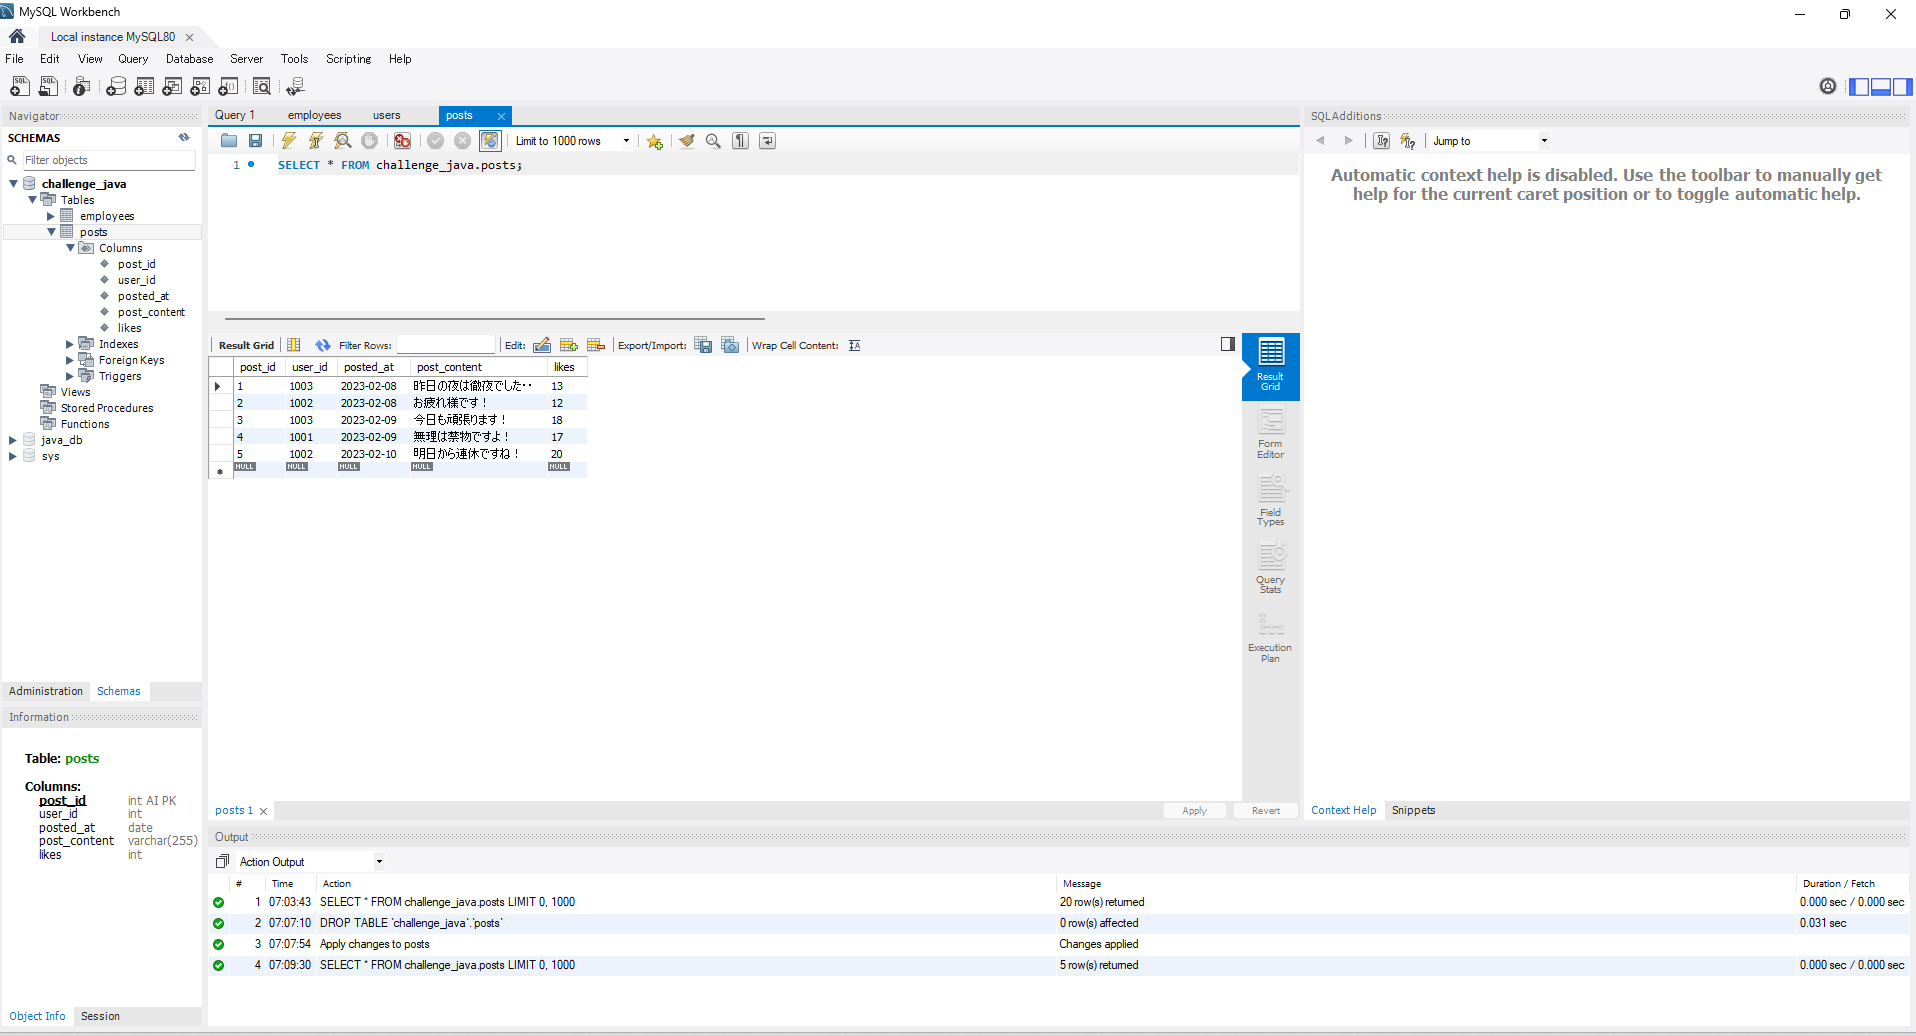 MySQL Workbench
Local instance MySQL80
File Edit View Query Database Server Tools Scripting Help
Navigator
SCHEMAS
Filter objects
challenge_java
Tables
employees
posts
Columns
post_id
user_id
posted_at
post_content
likes
Indexes
Foreign Keys
Triggers
Views
Stored Procedures
Functions
java_db
sys
Administration Schemas
Information
Table: posts
Columns:
post_id int AI PK
user_id int
posted_at date
post_content varchar(255)
likes int
Object Info Session
Query 1 employees users posts
Limit to 1000 rows
1 SELECT * FROM challenge_java.posts;
Result Grid Filter Rows: Edit: Export/Import: Wrap Cell Content:
post_id user_id posted_at post_content likes
1 1003 2023-02-08 昨日の夜は徹夜でした・・ 13
2 1002 2023-02-08 お疲れ様です！ 12
3 1003 2023-02-09 今日も頑張ります！ 18
4 1001 2023-02-09 無理は禁物ですよ！ 17
5 1002 2023-02-10 明日から連休ですね！ 20
NULL NULL NULL NULL NULL
Result
Grid
Form
Editor
Field
Types
Query
Stats
Execution
Plan
posts 1 Apply Revert
SQLAdditions
Jump to
Automatic context help is disabled. Use the toolbar to manually get
help for the current caret position or to toggle automatic help.
Context Help Snippets
Output
Action Output
# Time Action Message Duration / Fetch
1 07:03:43 SELECT * FROM challenge_java.posts LIMIT 0, 1000 20 row(s) returned 0.000 sec / 0.000 sec
2 07:07:10 DROP TABLE `challenge_java`.`posts` 0 row(s) affected 0.031 sec
3 07:07:54 Apply changes to posts Changes applied
4 07:09:30 SELECT * FROM challenge_java.posts LIMIT 0, 1000 5 row(s) returned 0.000 sec / 0.000 sec